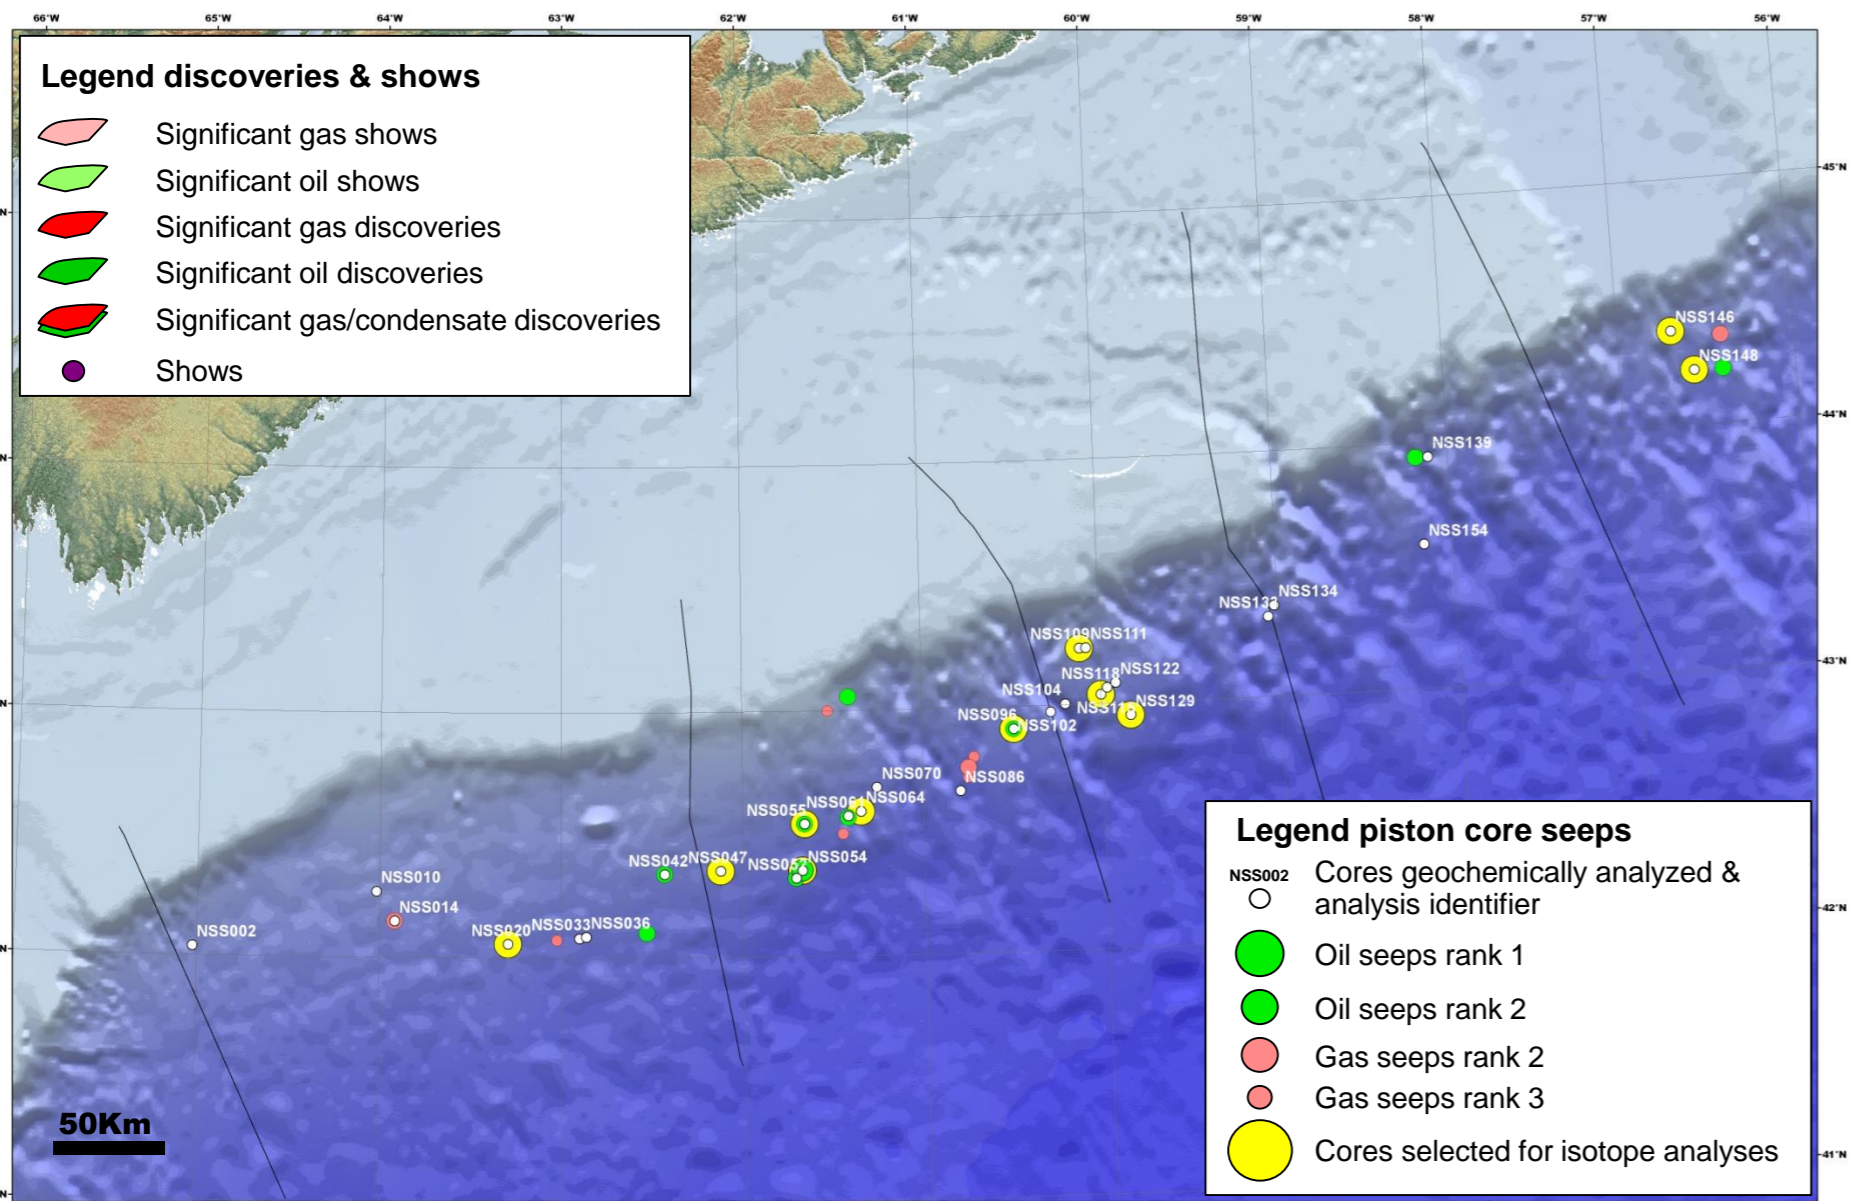 66°W 65°W 64°W 63°W 62°W 61°W 60°W 59°W 58°W 57°W 56°W
Legend discoveries & shows
Significant gas shows
Significant oil shows
Significant gas discoveries
Significant oil discoveries
Significant gas/condensate discoveries
Shows
45°N
NSS146
NSS148
44°N
NSS139
NSS154
NSS134
NSS133
NSS109 NSS111
43°N
NSS118 NSS122
NSS104
NSS129
NSS096
NSS102
NSS070
NSS086
NSS061 NSS064
NSS055
NSS042 NSS047
NSS054
NSS010
NSS014
42°N
NSS020 NSS033 NSS036
NSS002
Legend piston core seeps
NSS002
Cores geochemically analyzed &
analysis identifier
Oil seeps rank 1
Oil seeps rank 2
Gas seeps rank 2
Gas seeps rank 3
Cores selected for isotope analyses
50Km
41°N